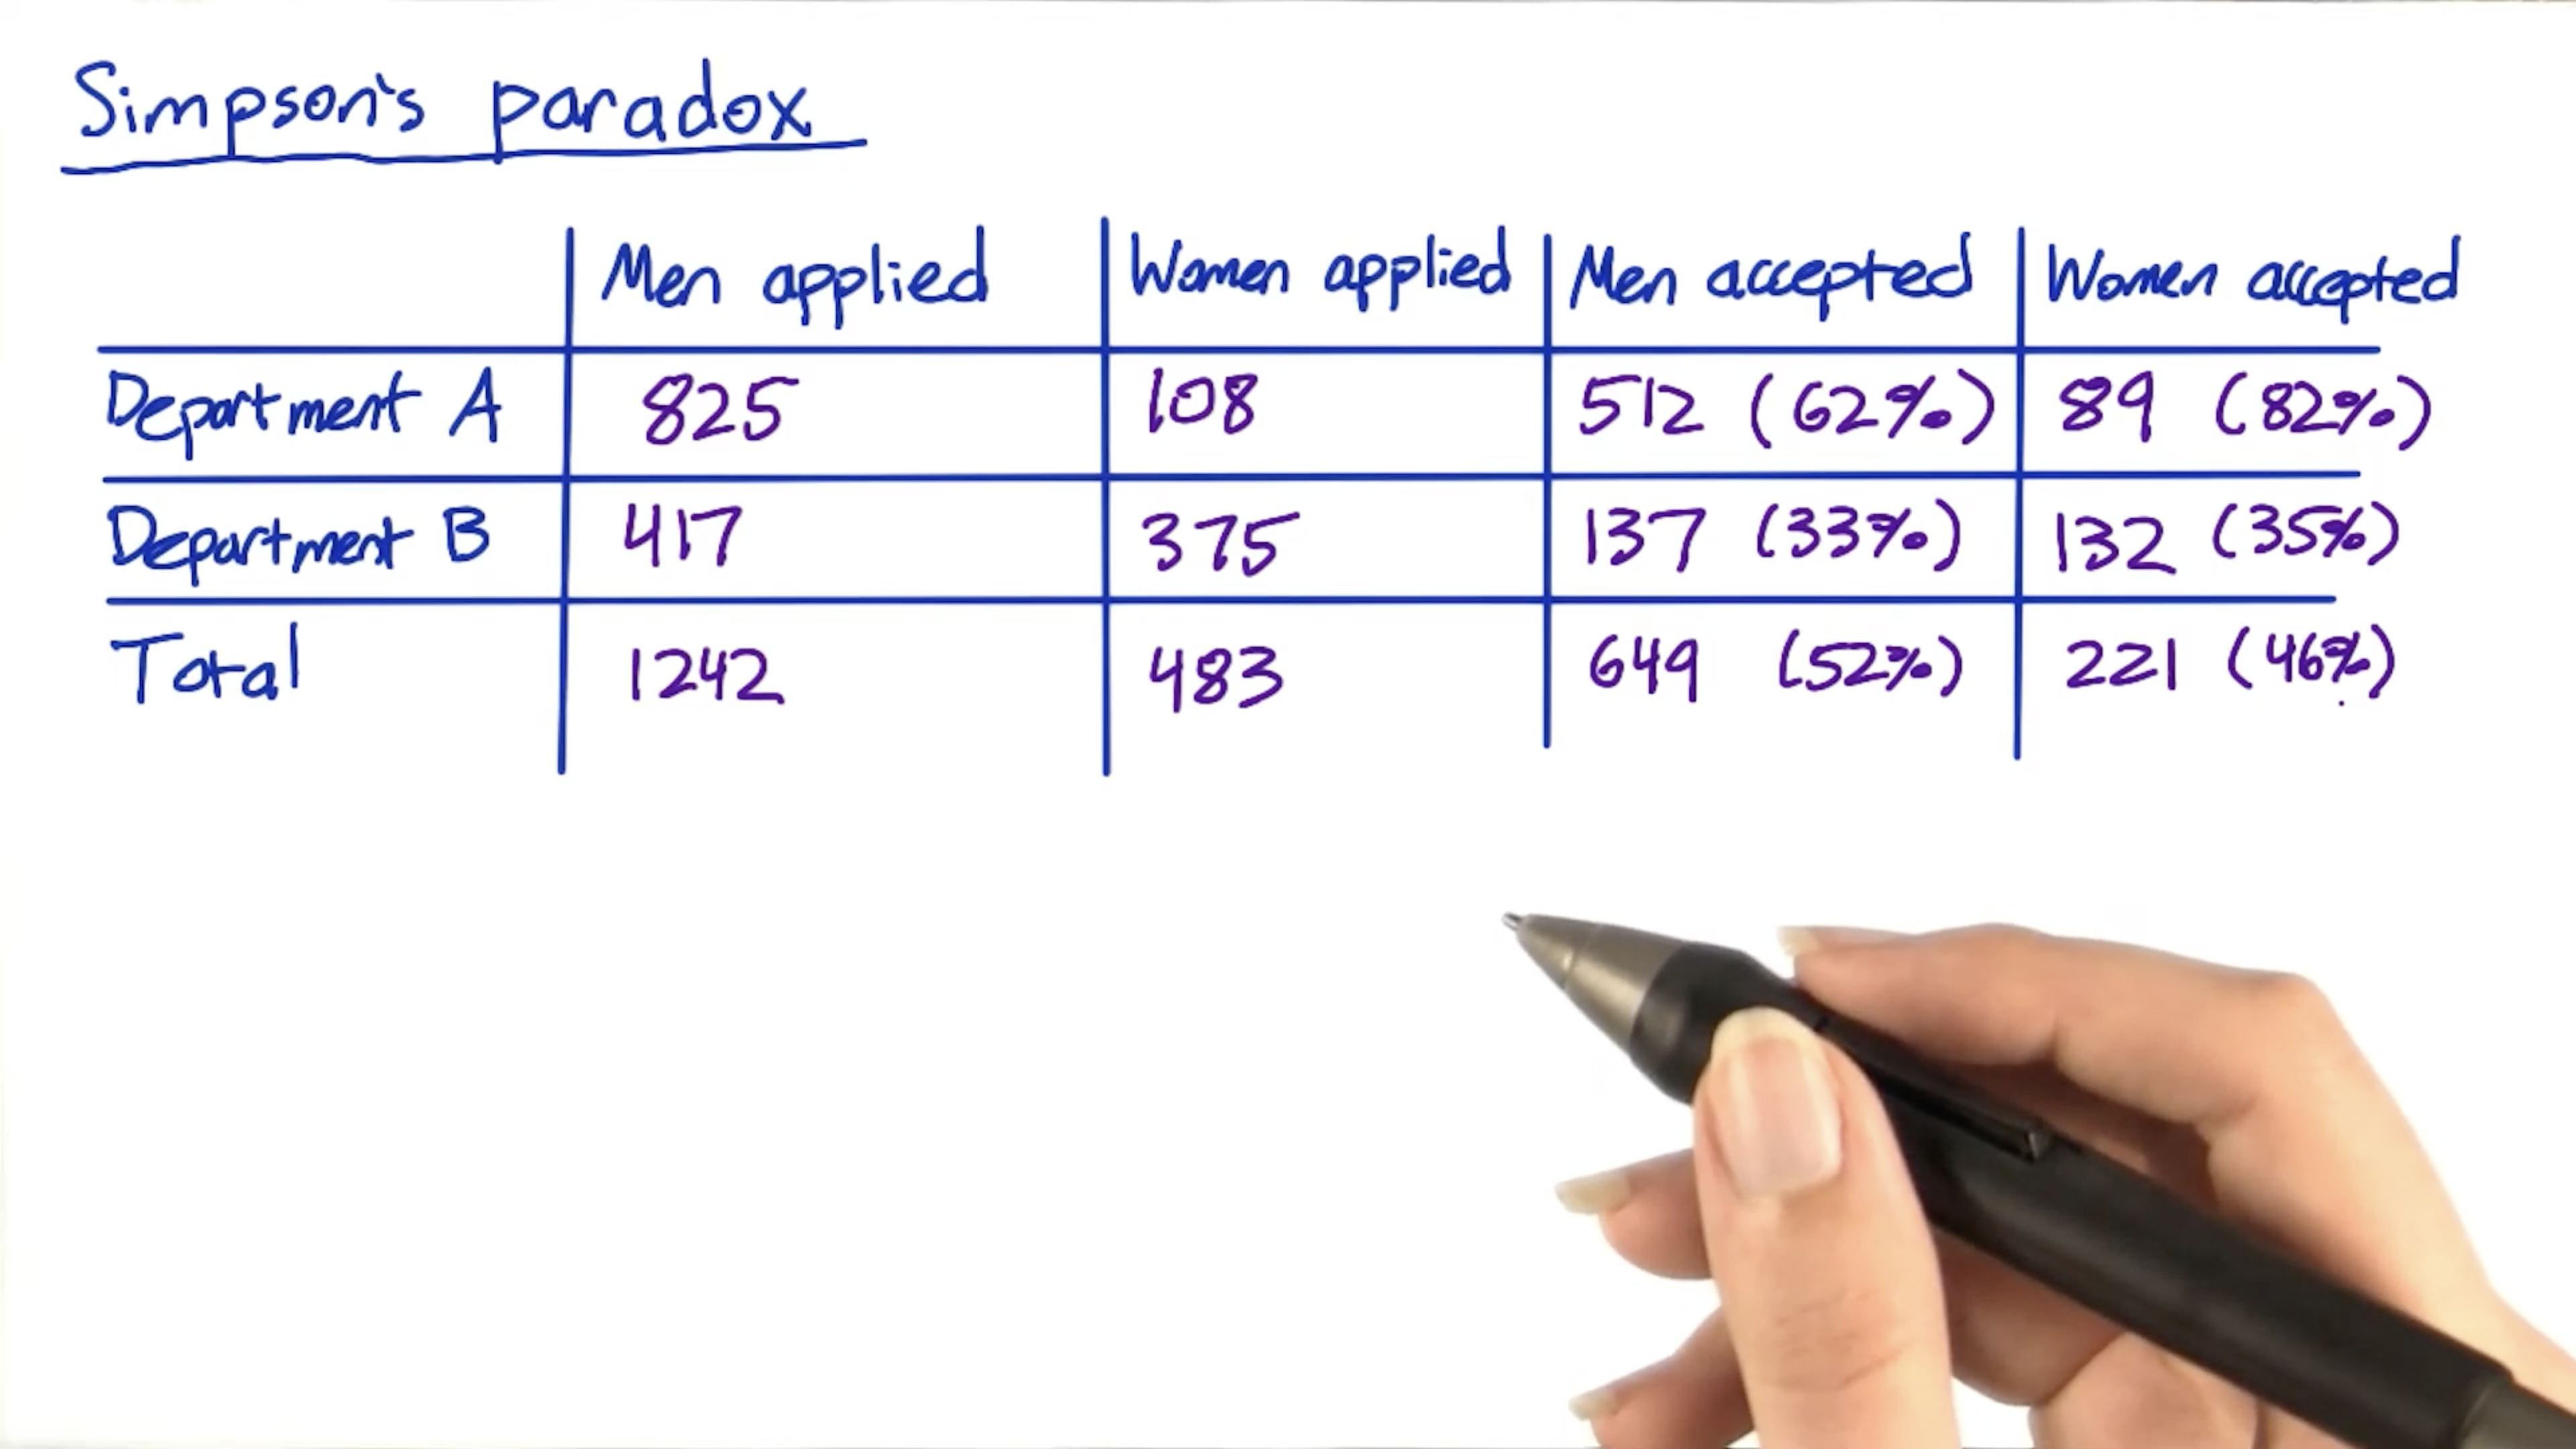 Simpson's paradox
Men applied Women applied Men accepted Women accepted
Department A 825 108 512 (62%) 89 (82%)
Department B 417 375 137 (33%) 132 (35%)
Total 1242 483 649 (52%) 221 (46%)